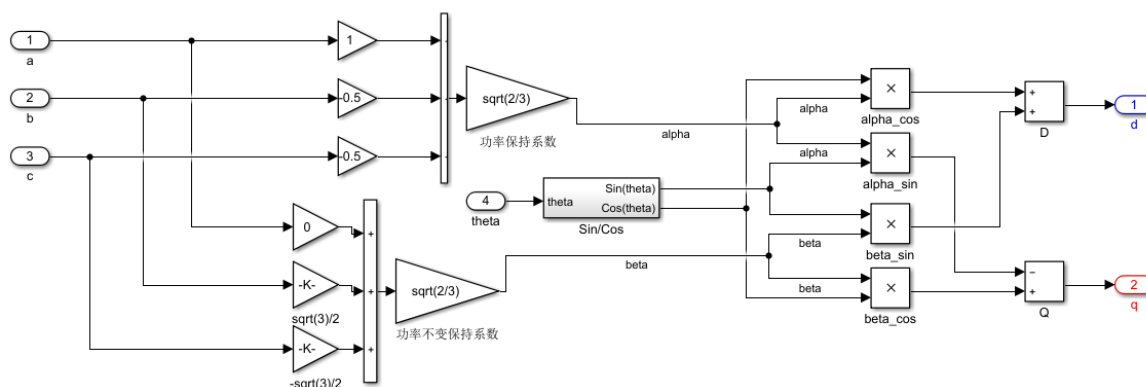 1
a
1
2
b
-0.5
3
c
-0.5
sqrt(2/3)
功率保持系数
alpha
4
theta
theta
Sin(theta)
Cos(theta)
Sin/Cos
0
-K-
sqrt(3)/2
-K-
-sqrt(3)/2
+
+
+
sqrt(2/3)
功率不变保持系数
beta
alpha
×
alpha_cos
alpha
×
alpha_sin
beta
×
beta_sin
beta
×
beta_cos
+
+
D
1
d
−
+
Q
2
q